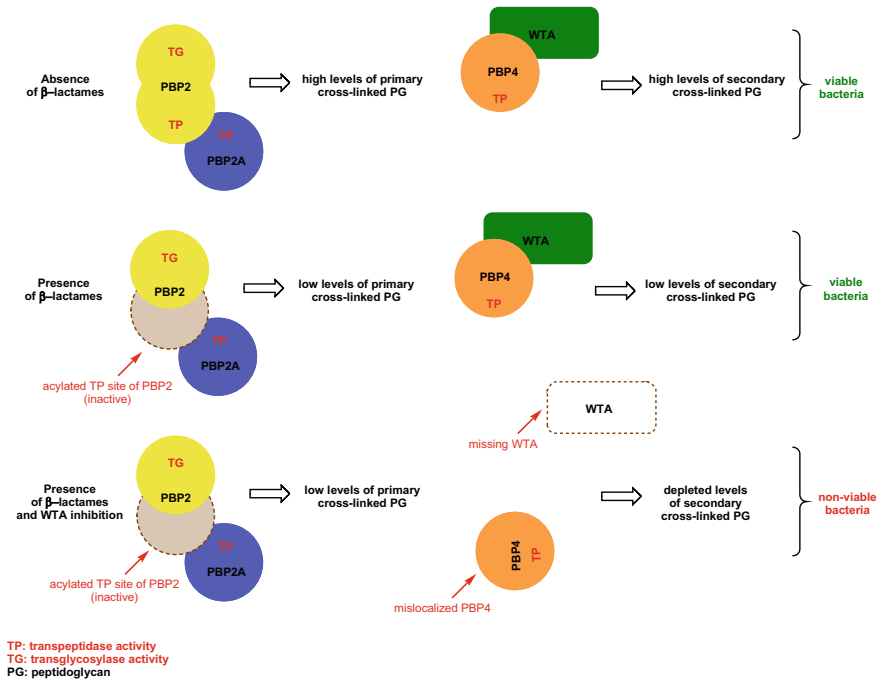 TG
PBP2
TP
TP
PBP2A
Absence
of β–lactames
high levels of primary
cross-linked PG
WTA
PBP4
TP
high levels of secondary
cross-linked PG
viable
bacteria
Presence
of β–lactames
TG
PBP2
TP
PBP2A
acylated TP site of PBP2
(inactive)
low levels of primary
cross-linked PG
WTA
PBP4
TP
low levels of secondary
cross-linked PG
viable
bacteria
WTA
missing WTA
Presence
of β–lactames
and WTA inhibition
TG
PBP2
TP
PBP2A
acylated TP site of PBP2
(inactive)
low levels of primary
cross-linked PG
PBP4
TP
mislocalized PBP4
depleted levels
of secondary
cross-linked PG
non-viable
bacteria
TP: transpeptidase activity
TG: transglycosylase activity
PG: peptidoglycan